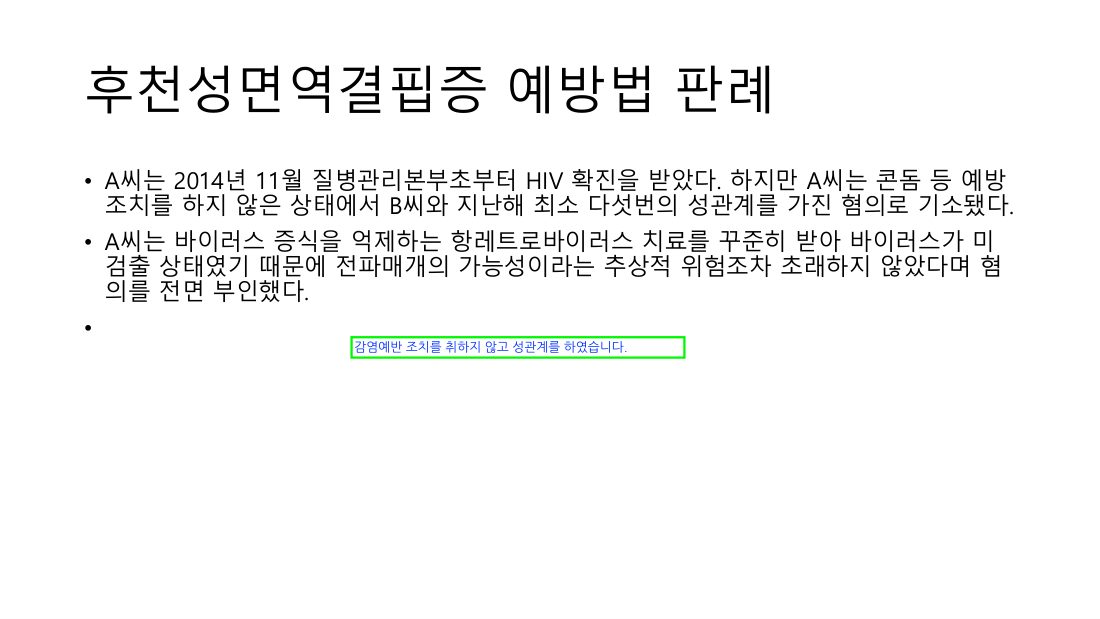 후천성면역결핍증 예방법 판례
• A씨는 2014년 11월 질병관리본부초부터 HIV 확진을 받았다. 하지만 A씨는 콘돔 등 예방
조치를 하지 않은 상태에서 B씨와 지난해 최소 다섯번의 성관계를 가진 혐의로 기소됐다.
• A씨는 바이러스 증식을 억제하는 항레트로바이러스 치료를 꾸준히 받아 바이러스가 미
검출 상태였기 때문에 전파매개의 가능성이라는 추상적 위험조차 초래하지 않았다며 혐
의를 전면 부인했다.
•
감염예반 조치를 취하지 않고 성관계를 하였습니다.